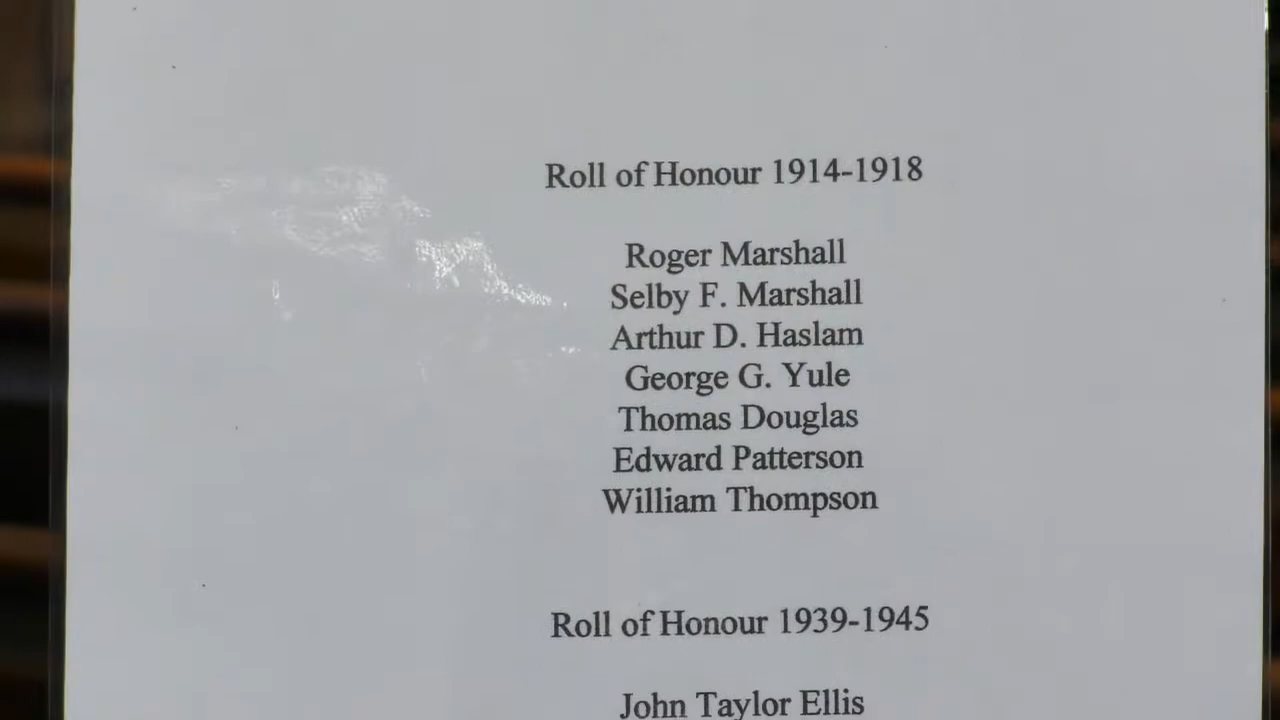 Roll of Honour 1914-1918
Roger Marshall
Selby F. Marshall
Arthur D. Haslam
George G. Yule
Thomas Douglas
Edward Patterson
William Thompson
Roll of Honour 1939-1945
John Taylor Ellis